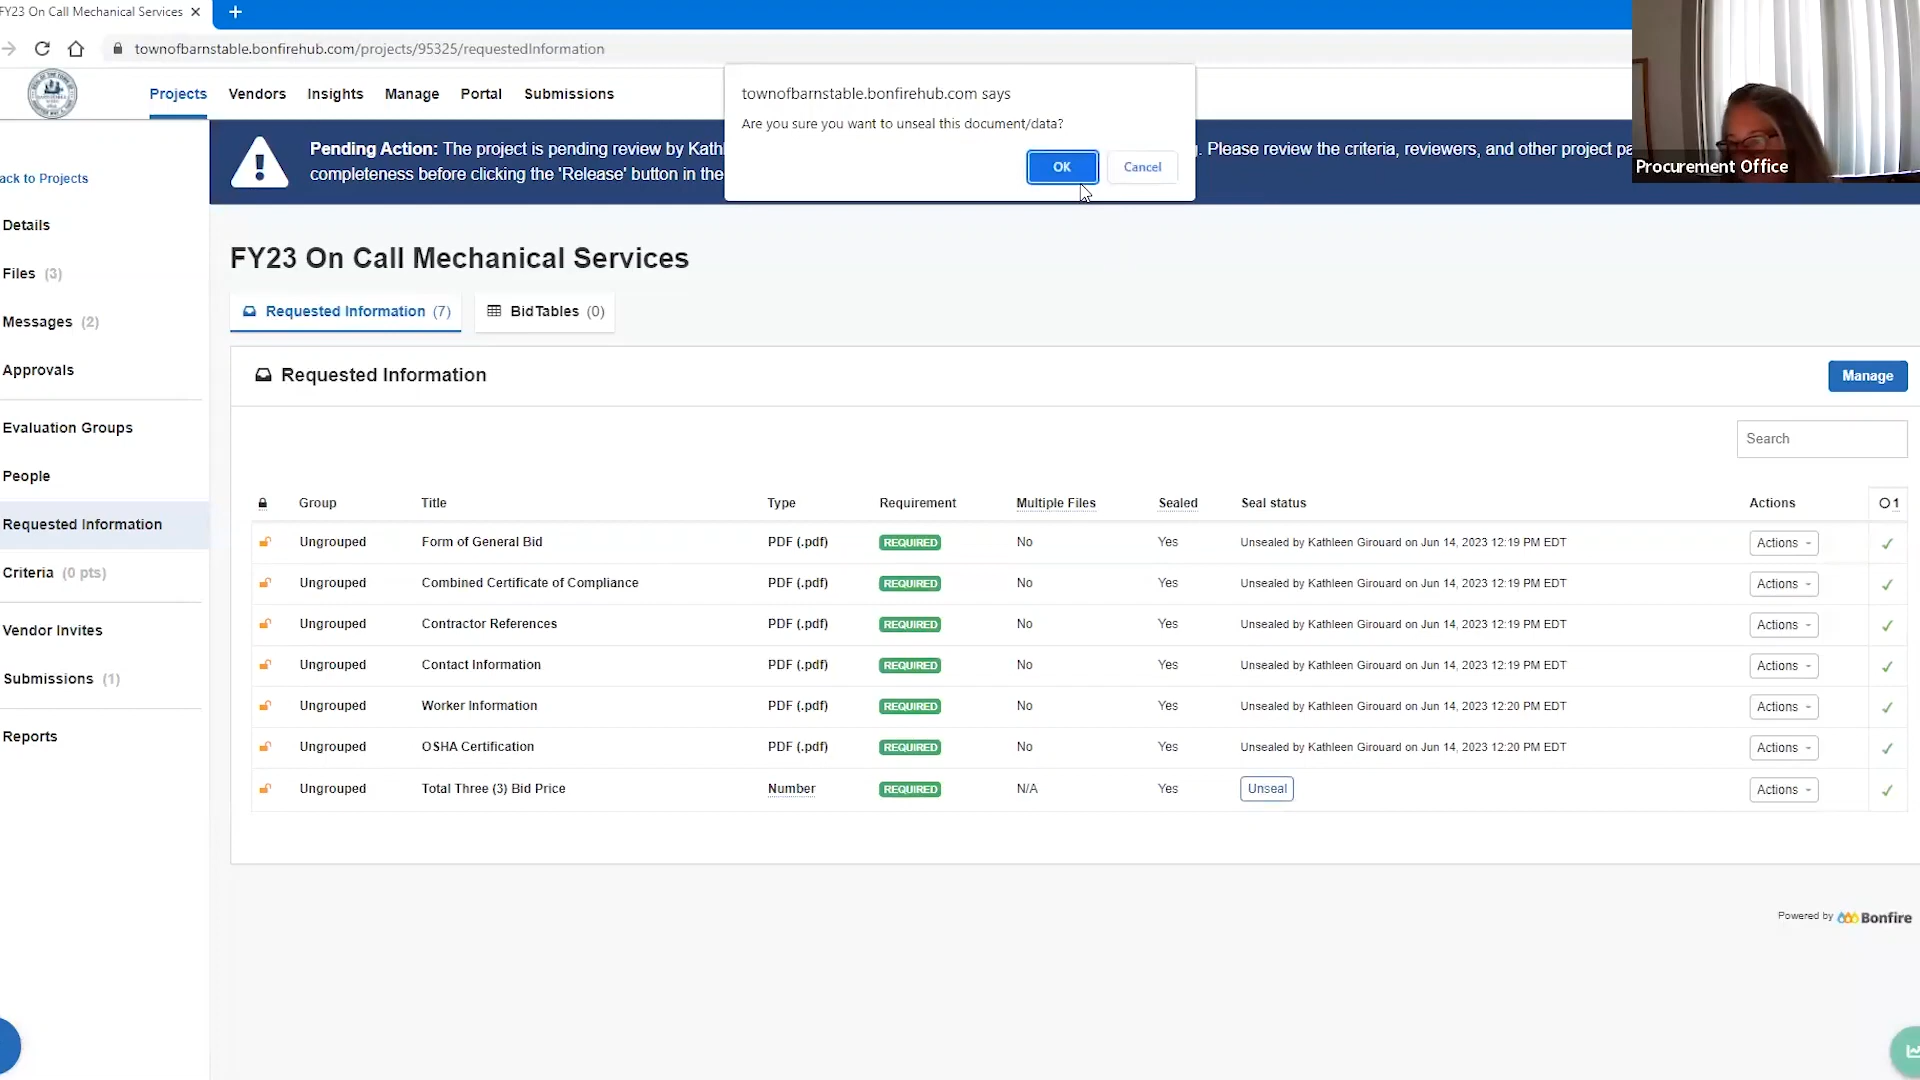 FY23 On Call Mechanical Services
townofbarnstable.bonfirehub.com/projects/95325/requestedInformation
Projects Vendors Insights Manage Portal Submissions
townofbarnstable.bonfirehub.com says
Are you sure you want to unseal this document/data?
OK Cancel
Procurement Office
Pending Action: The project is pending review by . Please review the criteria, reviewers, and other project
completeness before clicking the 'Release' button in the
to Projects
Details
Files (3)
Messages (2)
Approvals
Evaluation Groups
People
Requested Information
Criteria (0 pts)
Vendor Invites
Submissions (1)
Reports
FY23 On Call Mechanical Services
Requested Information (7) BidTables (0)
Requested Information
Manage
Search
Group Title Type Requirement Multiple Files Sealed Seal status Actions 1
Ungrouped Form of General Bid PDF (.pdf) REQUIRED No Yes Unsealed by Kathleen Girouard on Jun 14, 2023 12:19 PM EDT Actions
Ungrouped Combined Certificate of Compliance PDF (.pdf) REQUIRED No Yes Unsealed by Kathleen Girouard on Jun 14, 2023 12:19 PM EDT Actions
Ungrouped Contractor References PDF (.pdf) REQUIRED No Yes Unsealed by Kathleen Girouard on Jun 14, 2023 12:19 PM EDT Actions
Ungrouped Contact Information PDF (.pdf) REQUIRED No Yes Unsealed by Kathleen Girouard on Jun 14, 2023 12:19 PM EDT Actions
Ungrouped Worker Information PDF (.pdf) REQUIRED No Yes Unsealed by Kathleen Girouard on Jun 14, 2023 12:20 PM EDT Actions
Ungrouped OSHA Certification PDF (.pdf) REQUIRED No Yes Unsealed by Kathleen Girouard on Jun 14, 2023 12:20 PM EDT Actions
Ungrouped Total Three (3) Bid Price Number REQUIRED N/A Yes Unseal Actions
Powered by Bonfire